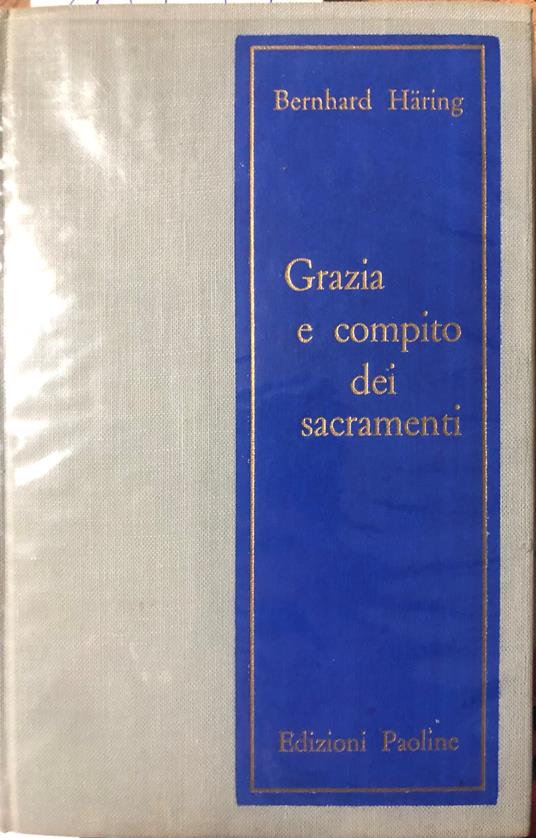 Bernhard Häring
Grazia
e compito
dei
sacramenti
Edizioni Paoline